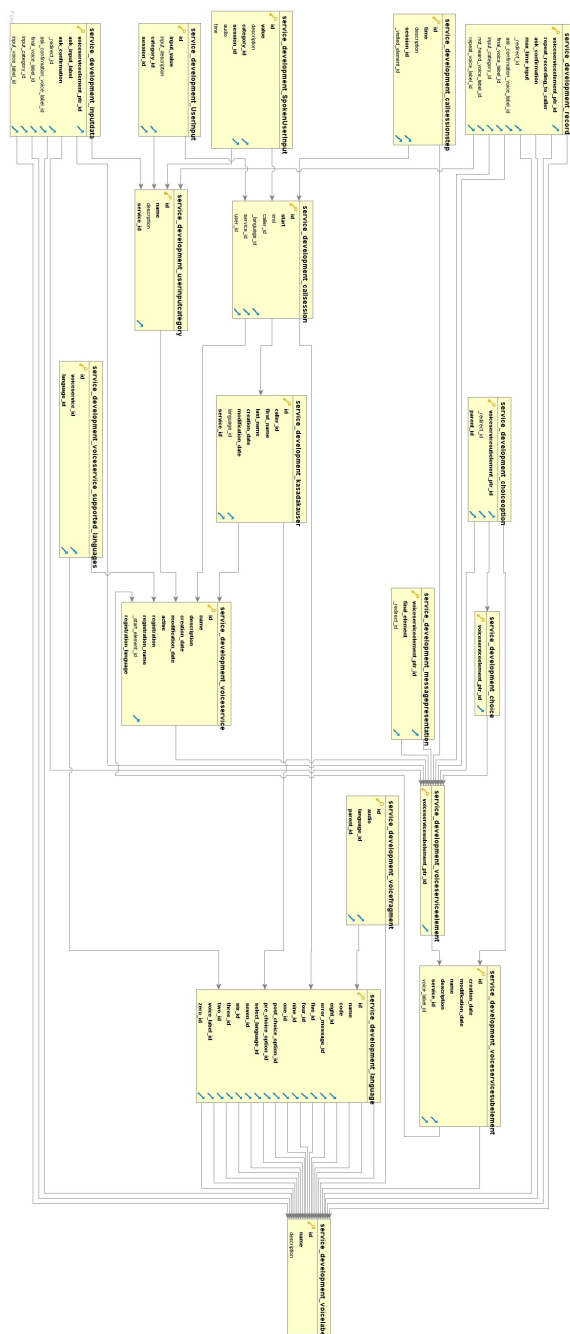 service_development_inputdata
voiceserviceelement_ptr_id
ask_input_label
ask_confirmation
_redirect_id
ask_confirmation_voice_label_id
final_voice_label_id
input_category_id
input_voice_label_id
service_development_UserInput
id
input_value
input_description
category_id
session_id
service_development_SpokenUserInput
id
value
description
category_id
session_id
audio
time
service_development_callsessionstep
id
time
description
session_id
_visited_element_id
service_development_record
voiceserviceelement_ptr_id
repeat_recording_to_caller
ask_confirmation
max_time_input
_redirect_id
ask_confirmation_voice_label_id
final_voice_label_id
input_category_id
not_heard_voice_label_id
repeat_voice_label_id
service_development_userinputcategory
id
name
description
service_id
service_development_callsession
id
start
end
caller_id
_language_id
service_id
user_id
service_development_voiceservice_supported_languages
id
voiceservice_id
language_id
service_development_kasadakauser
id
caller_id
first_name
last_name
creation_date
modification_date
language_id
service_id
service_development_choiceoption
voiceservicesubelement_ptr_id
_redirect_id
parent_id
service_development_voiceservice
id
name
description
creation_date
modification_date
active
registration
registration_name
_start_element_id
registration_language
service_development_messagepresentation
voiceserviceelement_ptr_id
final_element
_redirect_id
service_development_choice
voiceserviceelement_ptr_id
service_development_voicefragment
id
audio
language_id
parent_id
service_development_voiceserviceelement
voiceservicesubelement_ptr_id
service_development_language
id
name
code
eight_id
error_message_id
five_id
four_id
nine_id
one_id
post_choice_option_id
pre_choice_option_id
select_language_id
seven_id
six_id
three_id
two_id
voice_label_id
zero_id
service_development_voiceservicesubelement
id
creation_date
modification_date
name
description
service_id
voice_label_id
service_development_voicelabel
id
name
description